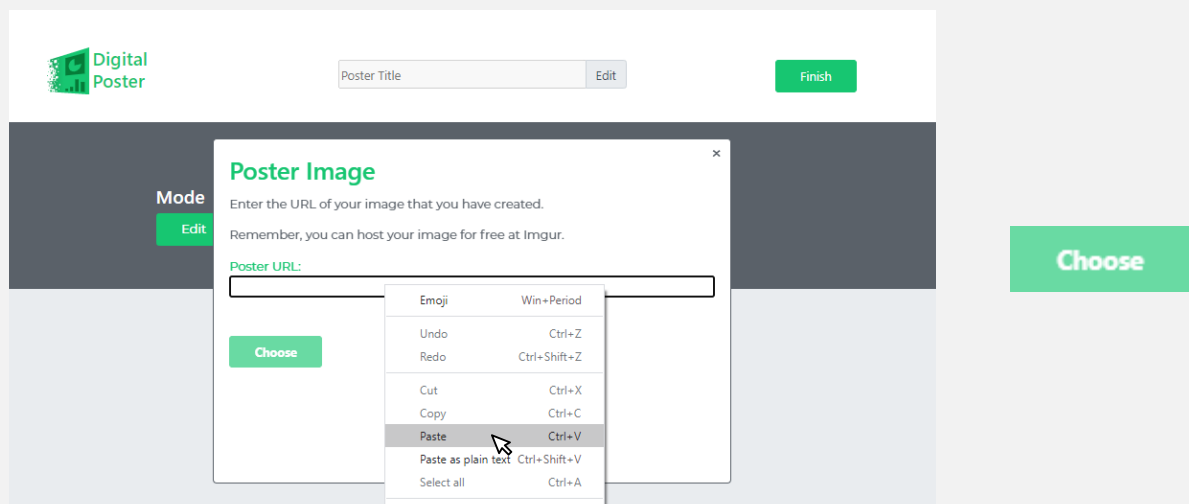 Digital
Poster
Poster Title
Edit
Finish
×
Poster Image
Mode
Enter the URL of your image that you have created.
Edit
Remember, you can host your image for free at Imgur.
Poster URL:
Emoji Win+Period
Undo Ctrl+Z
Redo Ctrl+Shift+Z
Choose
Cut Ctrl+X
Copy Ctrl+C
Paste Ctrl+V
Paste as plain text Ctrl+Shift+V
Select all Ctrl+A
Choose